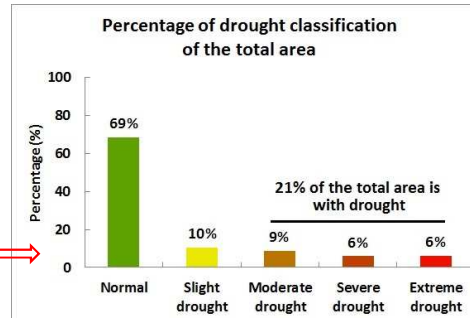 Percentage of drought classification
of the total area
Percentage (%)
100
80
60
40
20
0
69%
10%
9%
6%
6%
21% of the total area is
with drought
Normal
Slight
drought
Moderate
drought
Severe
drought
Extreme
drought